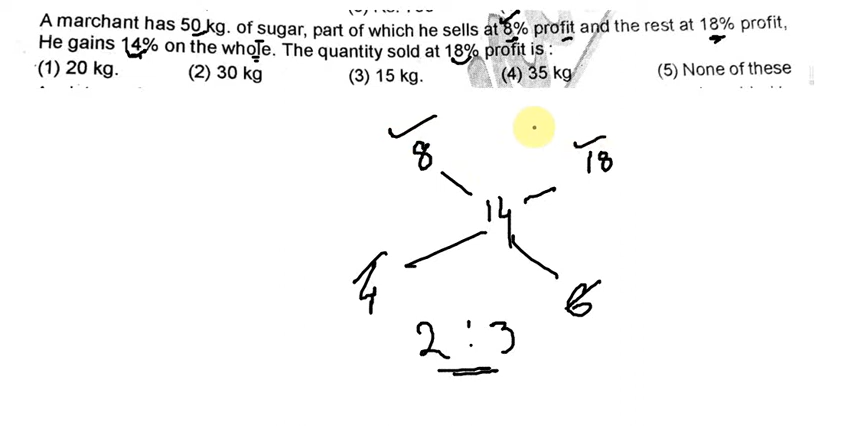 A marchant has 50 kg. of sugar, part of which he sells at 8% profit and the rest at 18% profit,
He gains 14% on the whole. The quantity sold at 18% profit is :
(1) 20 kg. (2) 30 kg (3) 15 kg. (4) 35 kg (5) None of these
8 18
14
4 6
2 : 3